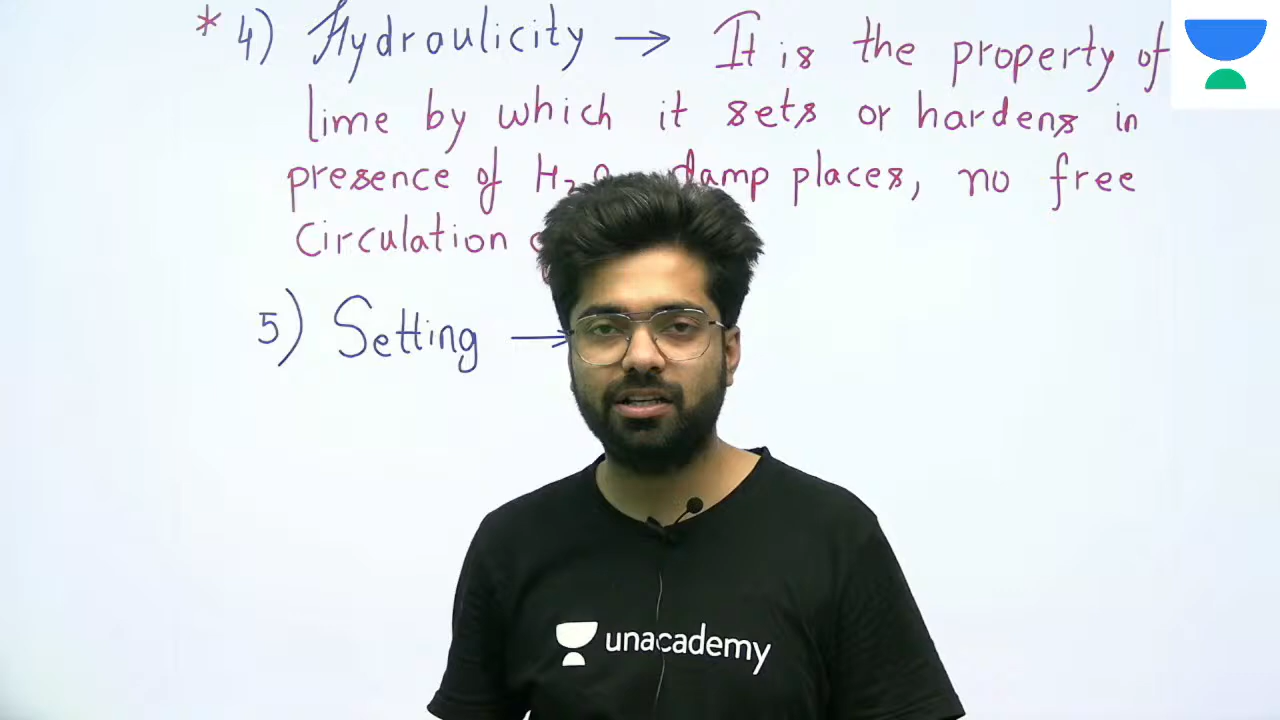 * 4) Hydraulicity → It is the property of
lime by which it sets or hardens in
presence of damp places, no free
Circulation
5) Setting →
unacademy